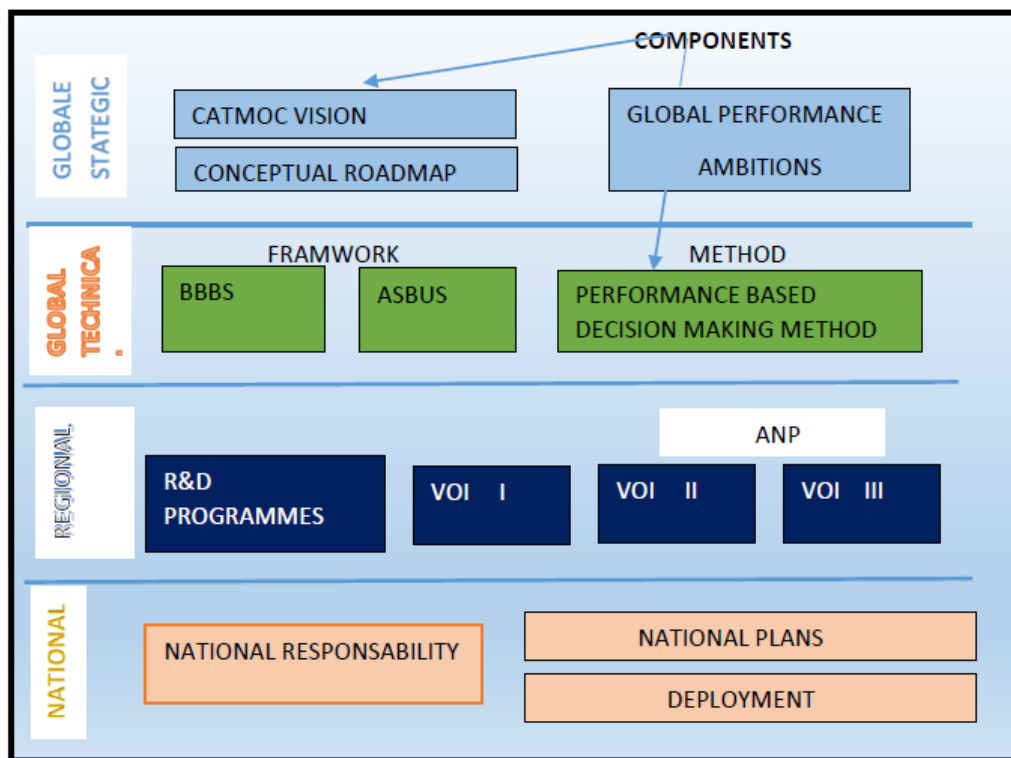 COMPONENTS
GLOBALE
STATEGIC
CATMOC VISION
CONCEPTUAL ROADMAP
GLOBAL PERFORMANCE
AMBITIONS
GLOBAL
TECHNICA
.
FRAMWORK
METHOD
BBBS
ASBUS
PERFORMANCE BASED
DECISION MAKING METHOD
REGIONAL
ANP
R&D
PROGRAMMES
VOI I
VOI II
VOI III
NATIONAL
NATIONAL RESPONSABILITY
NATIONAL PLANS
DEPLOYMENT